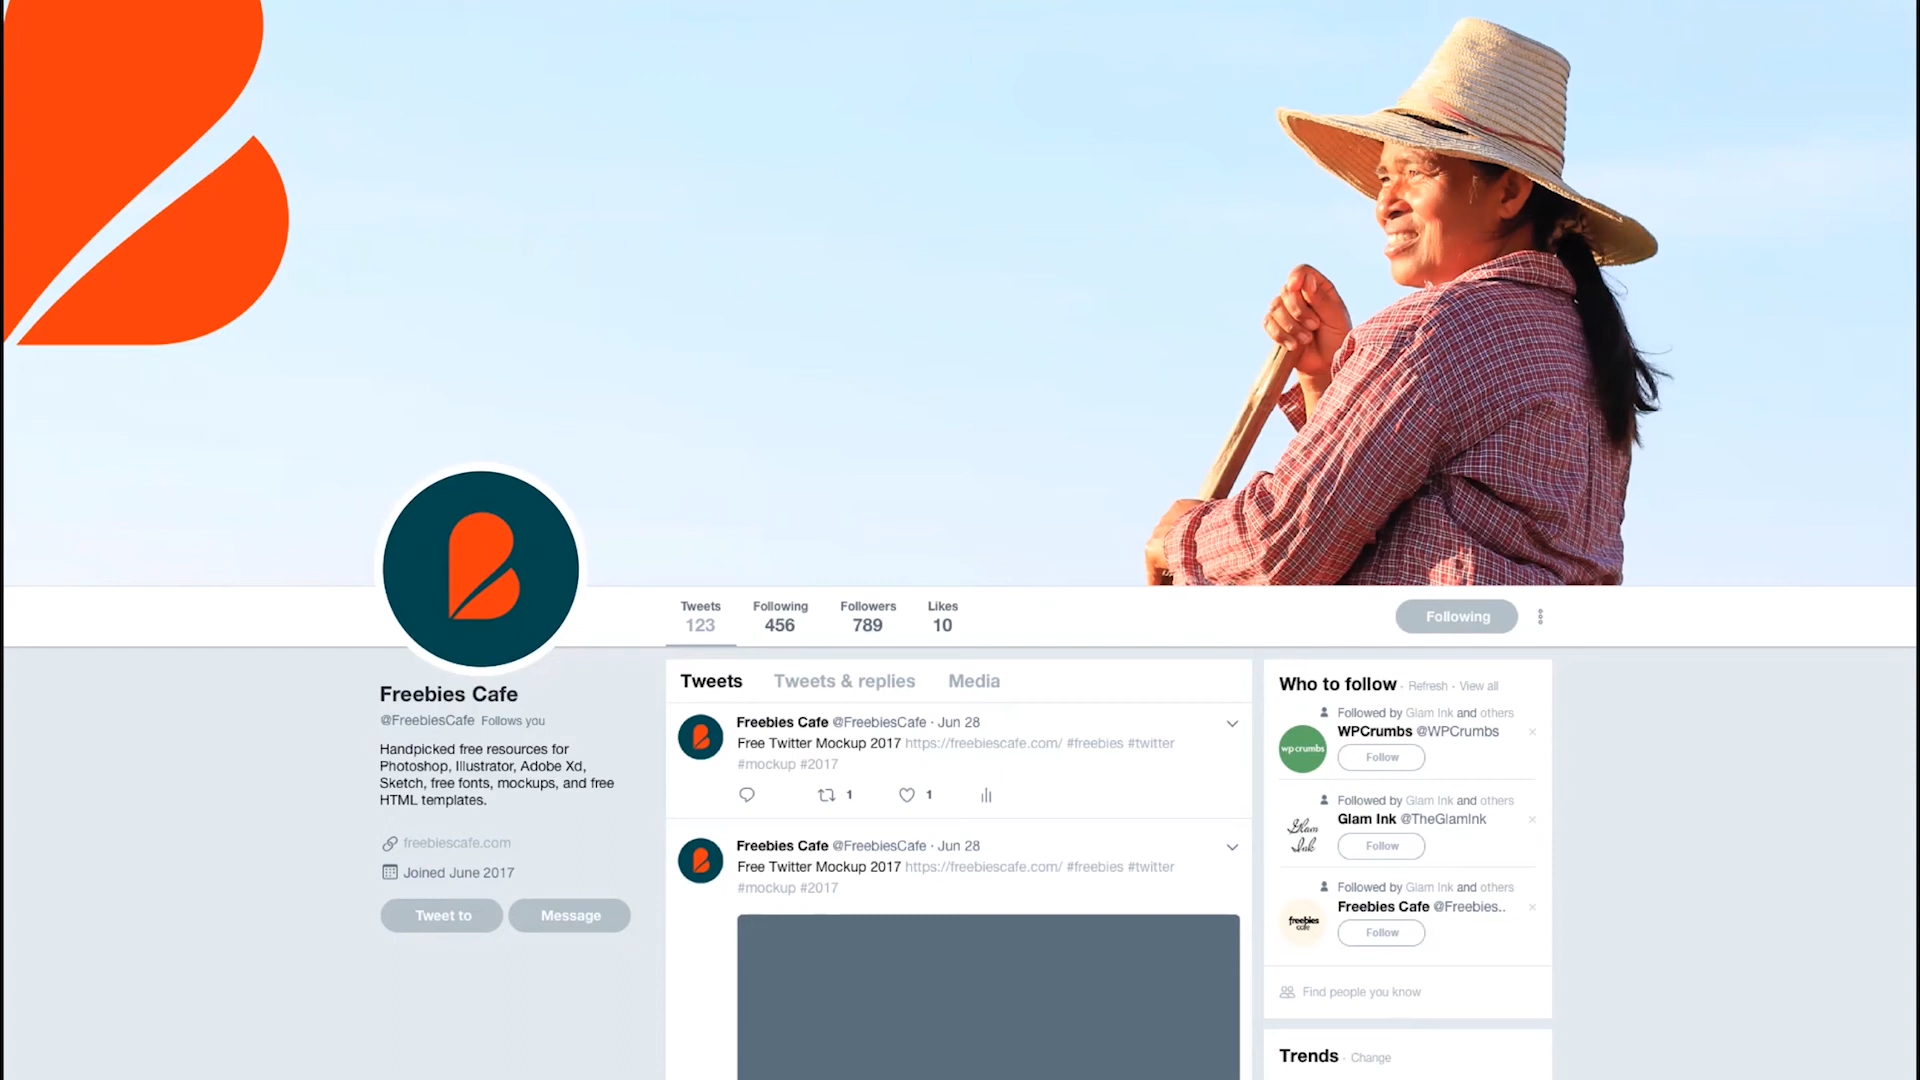 Tweets Following Followers Likes
123 456 789 10
Following
Freebies Cafe
@FreebiesCafe Follows you
Handpicked free resources for
Photoshop, Illustrator, Adobe Xd,
Sketch, free fonts, mockups, and free
HTML templates.
freebiescafe.com
Joined June 2017
Tweet to Message
Tweets Tweets & replies Media
Freebies Cafe @FreebiesCafe · Jun 28
Free Twitter Mockup 2017 https://freebiescafe.com/ #freebies #twitter
#mockup #2017
1 1
Freebies Cafe @FreebiesCafe · Jun 28
Free Twitter Mockup 2017 https://freebiescafe.com/ #freebies #twitter
#mockup #2017
Who to follow · Refresh · View all
Followed by Glam Ink and others
wpcrumbs
WPCrumbs @WPCrumbs
Follow
Followed by Glam Ink and others
Glam Ink
Glam Ink @TheGlamInk
Follow
Followed by Glam Ink and others
freebies
cafe
Freebies Cafe @Freebies..
Follow
Find people you know
Trends · Change